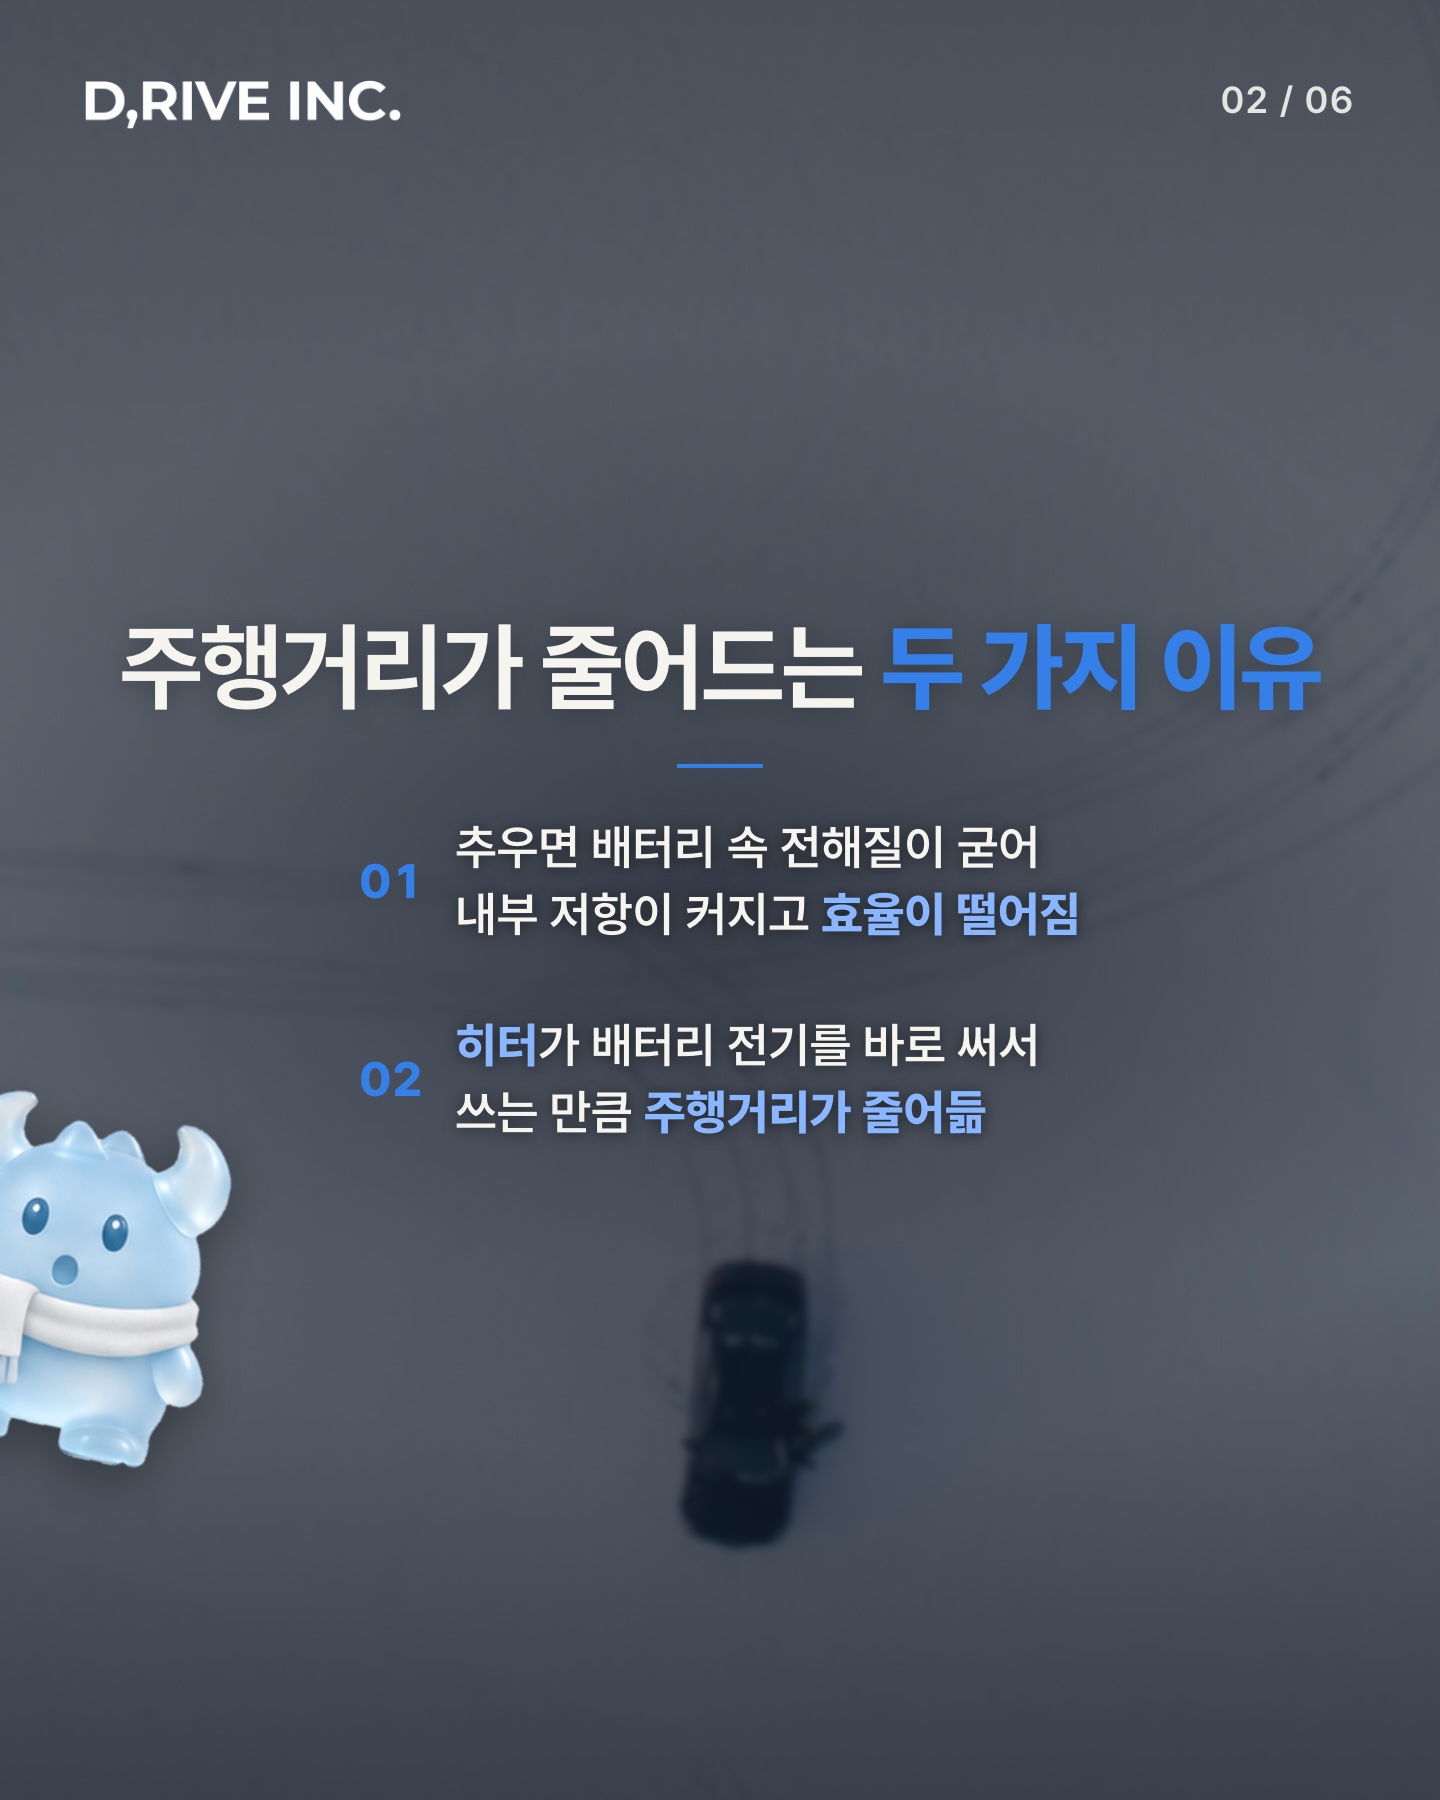 D,RIVE INC.
02 / 06
주행거리가 줄어드는 두 가지 이유
01
추우면 배터리 속 전해질이 굳어
내부 저항이 커지고 효율이 떨어짐
02
히터가 배터리 전기를 바로 써서
쓰는 만큼 주행거리가 줄어듦